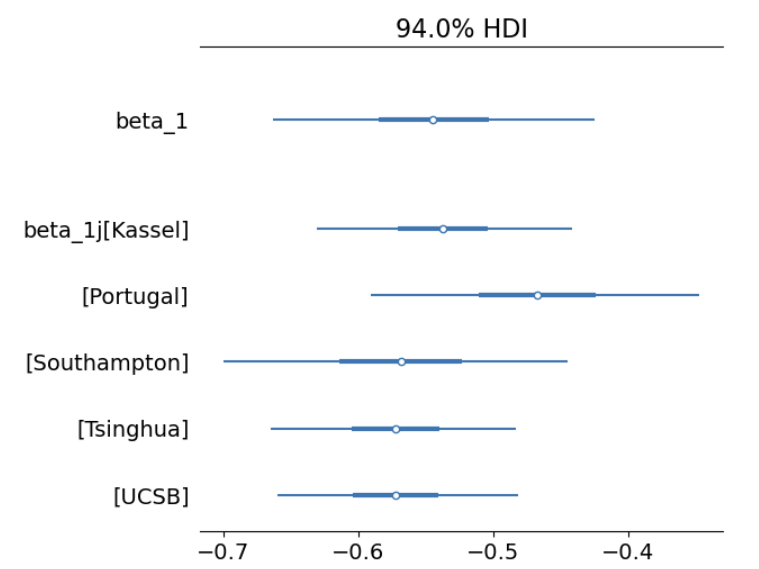 94.0% HDI
beta_1
beta_1j[Kassel]
[Portugal]
[Southampton]
[Tsinghua]
[UCSB]
−0.7 −0.6 −0.5 −0.4